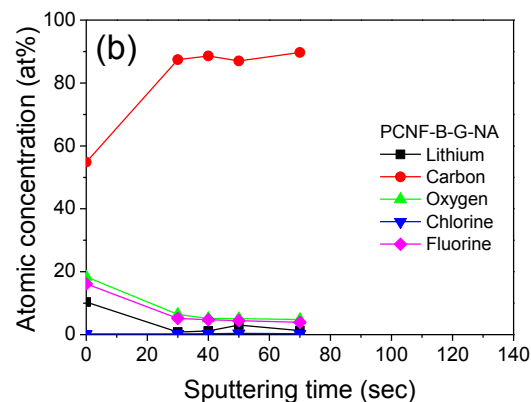 (b)
Atomic concentration (at%)
100
80
60
40
20
0
PCNF-B-G-NA
Lithium
Carbon
Oxygen
Chlorine
Fluorine
0 20 40 60 80 100 120 140
Sputtering time (sec)